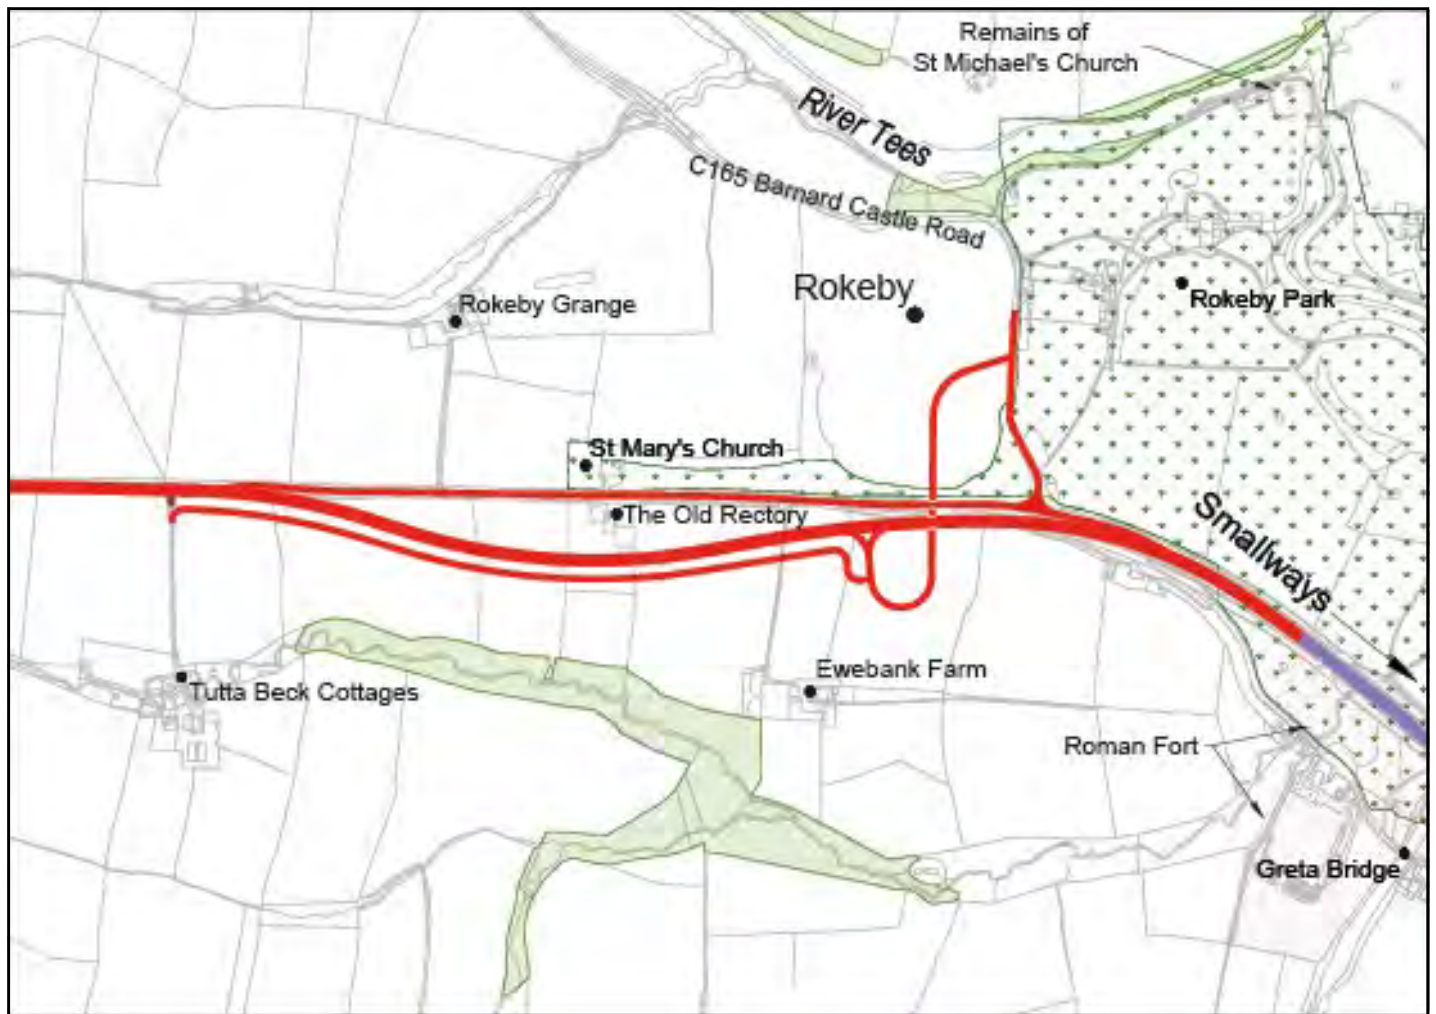 Remains of
St Michael's Church
River Tees
C165 Barnard Castle Road
Rokeby
Rokeby Park
Rokeby Grange
St Mary's Church
The Old Rectory
Smallways
Tutta Beck Cottages
Ewebank Farm
Roman Fort
Greta Bridge